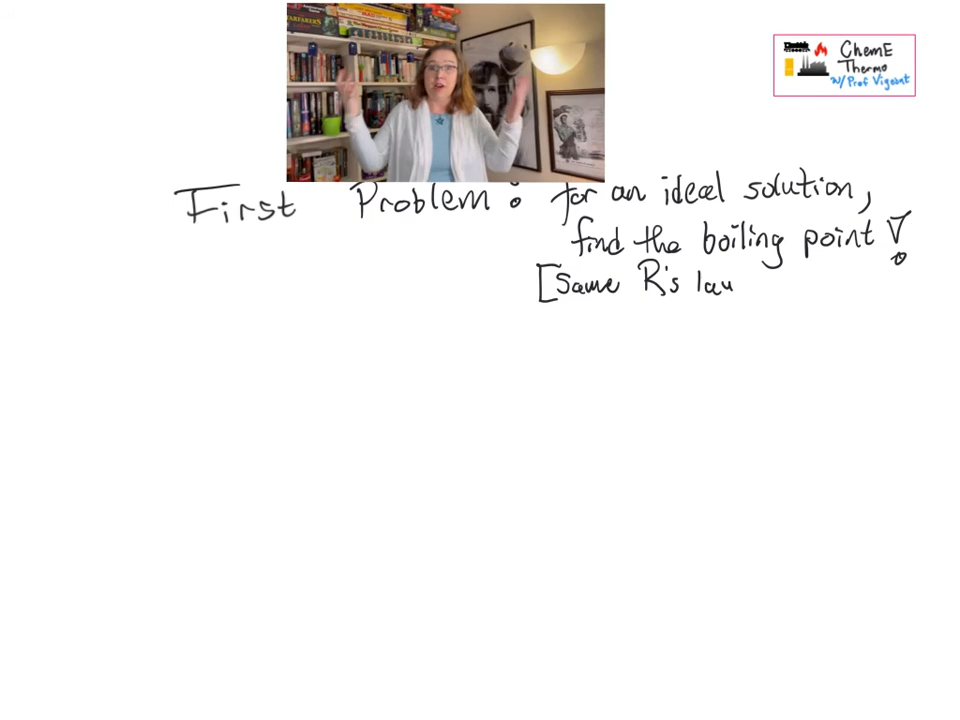 ChemE
Thermo
w/ Prof Vigeant
First Problem: for an ideal solution,
find the boiling point
[Same R's law